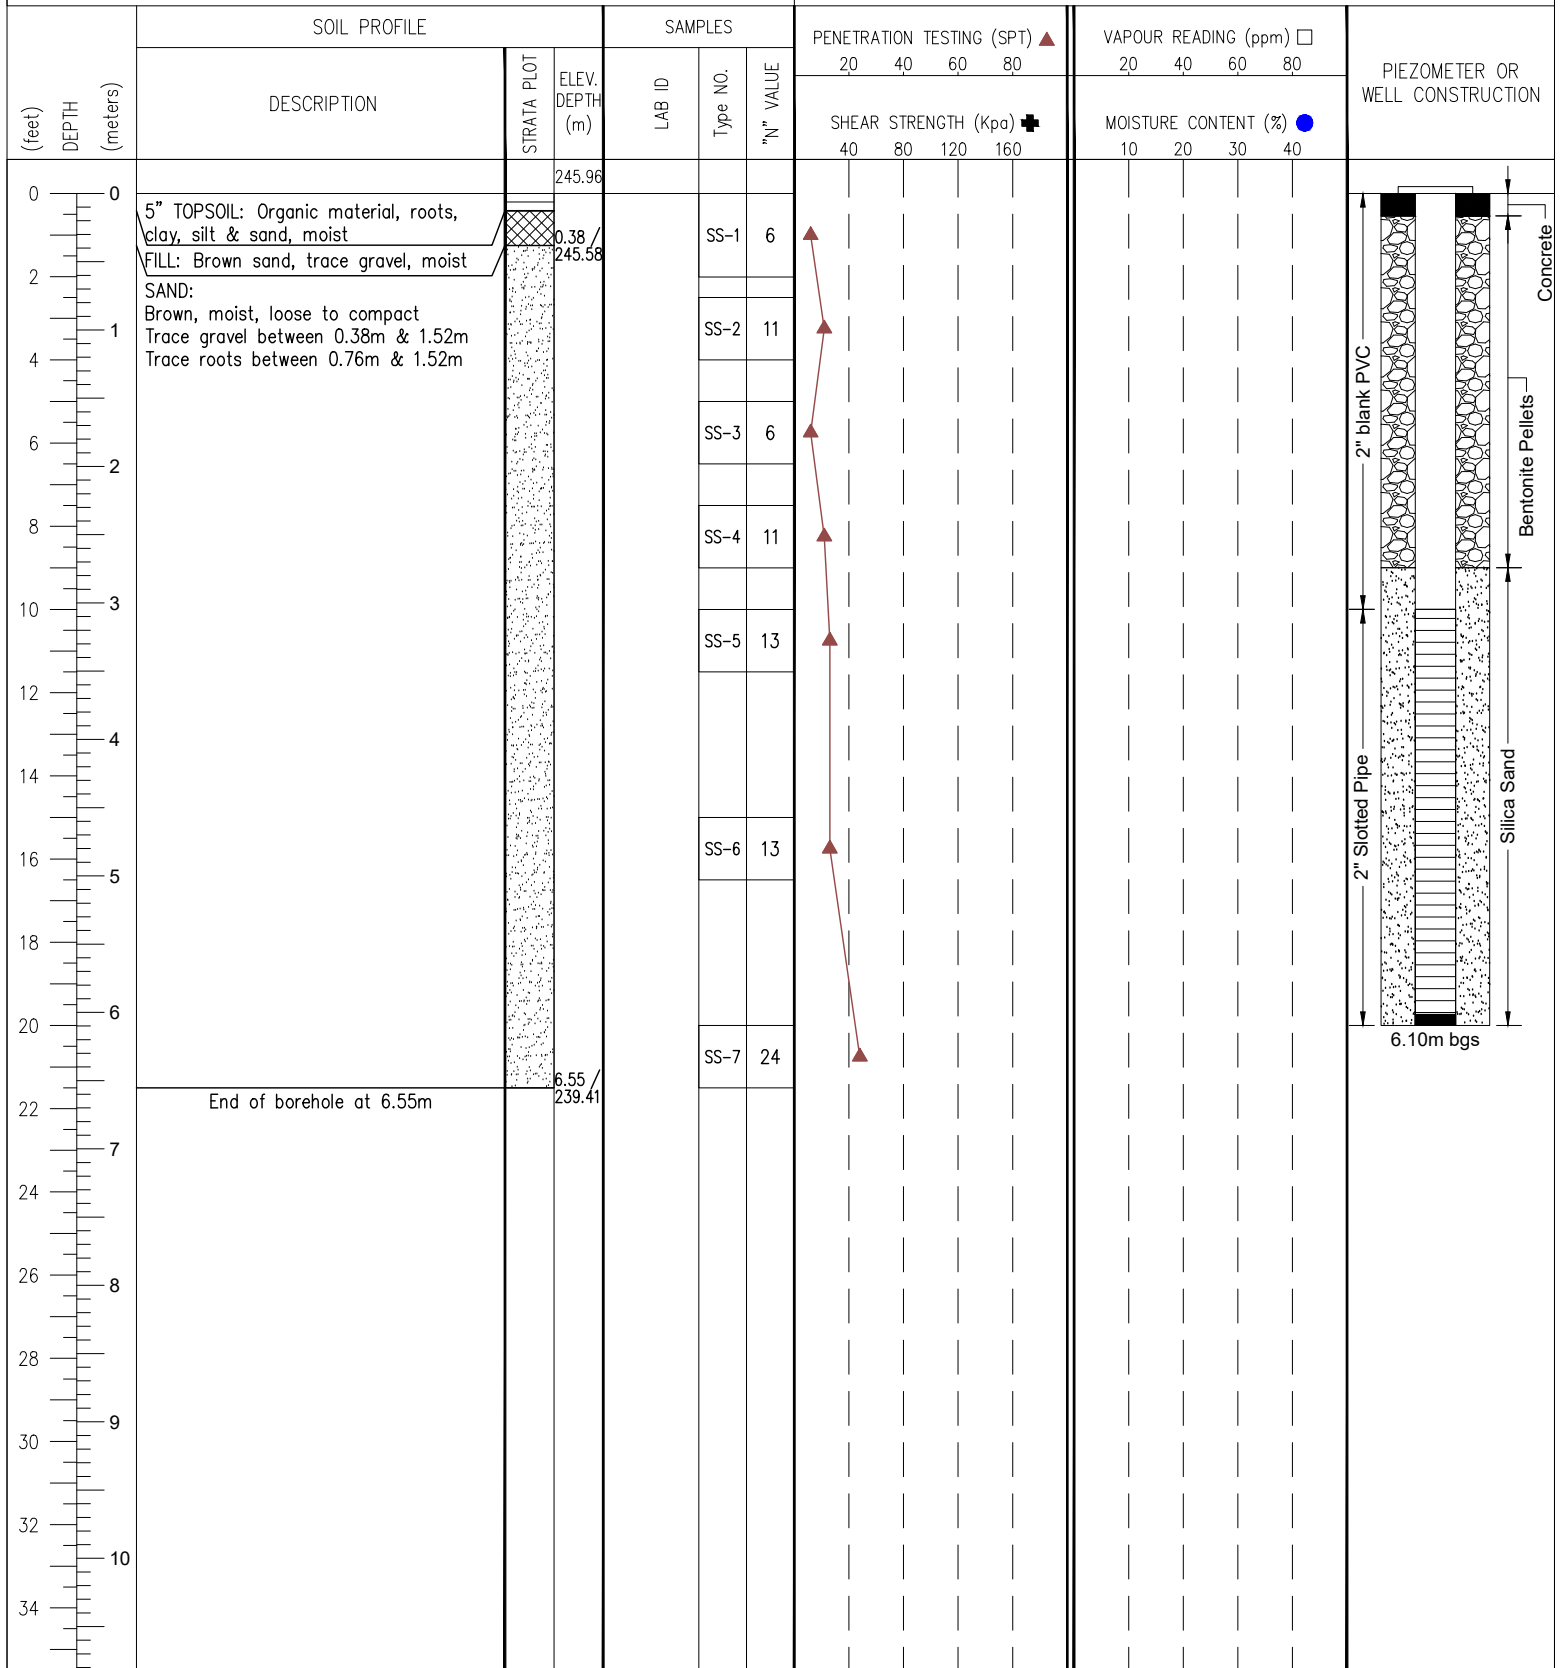 SOIL PROFILE
SAMPLES
PENETRATION TESTING (SPT)
20 40 60 80
SHEAR STRENGTH (Kpa)
40 80 120 160
VAPOUR READING (ppm)
20 40 60 80
MOISTURE CONTENT (%)
10 20 30 40
PIEZOMETER OR
WELL CONSTRUCTION
(feet)
DEPTH
(meters)
DESCRIPTION
STRATA PLOT
ELEV.
DEPTH
(m)
LAB ID
Type NO.
"N" VALUE
245.96
0
2
4
6
8
10
12
14
16
18
20
22
24
26
28
30
32
34
0
1
2
3
4
5
6
7
8
9
10
5" TOPSOIL: Organic material, roots,
clay, silt & sand, moist
FILL: Brown sand, trace gravel, moist
SAND:
Brown, moist, loose to compact
Trace gravel between 0.38m & 1.52m
Trace roots between 0.76m & 1.52m
End of borehole at 6.55m
0.38 /
245.58
6.55 /
239.41
SS-1 6
SS-2 11
SS-3 6
SS-4 11
SS-5 13
SS-6 13
SS-7 24
2" blank PVC
2" Slotted Pipe
Concrete
Bentonite Pellets
Silica Sand
6.10m bgs